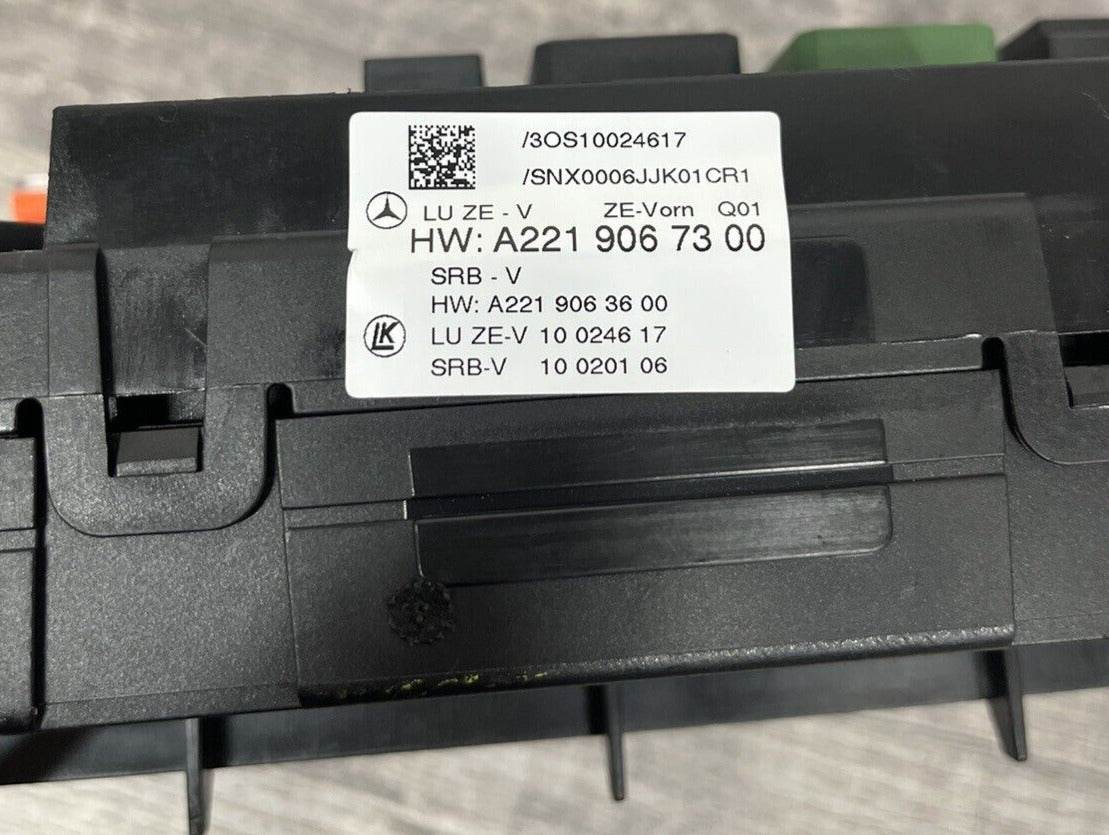 /3OS10024617
/SNX0006JJK01CR1
LU ZE - V ZE-Vorn Q01
HW: A221 906 73 00
SRB - V
HW: A221 906 36 00
LK LU ZE-V 10 0246 17
SRB-V 10 0201 06